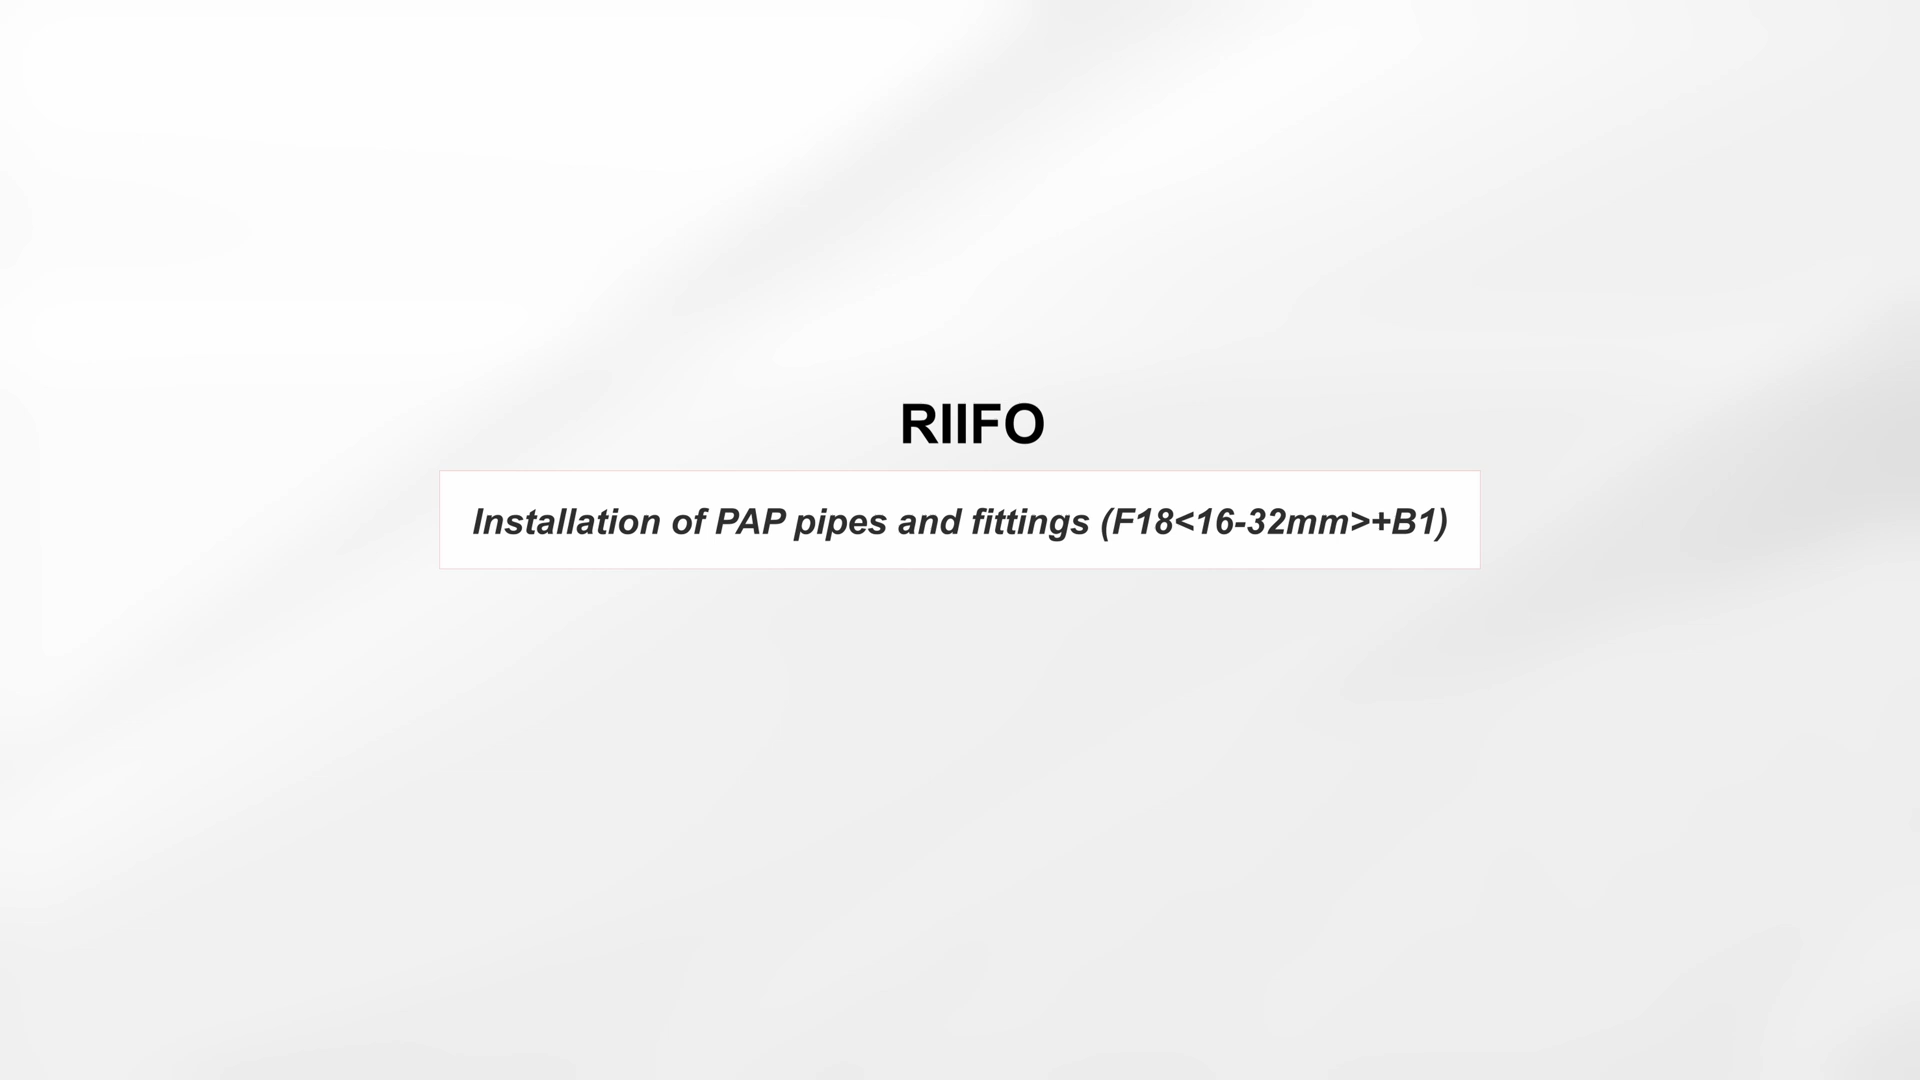 RIIFO
Installation of PAP pipes and fittings (F18<16-32mm>+B1)